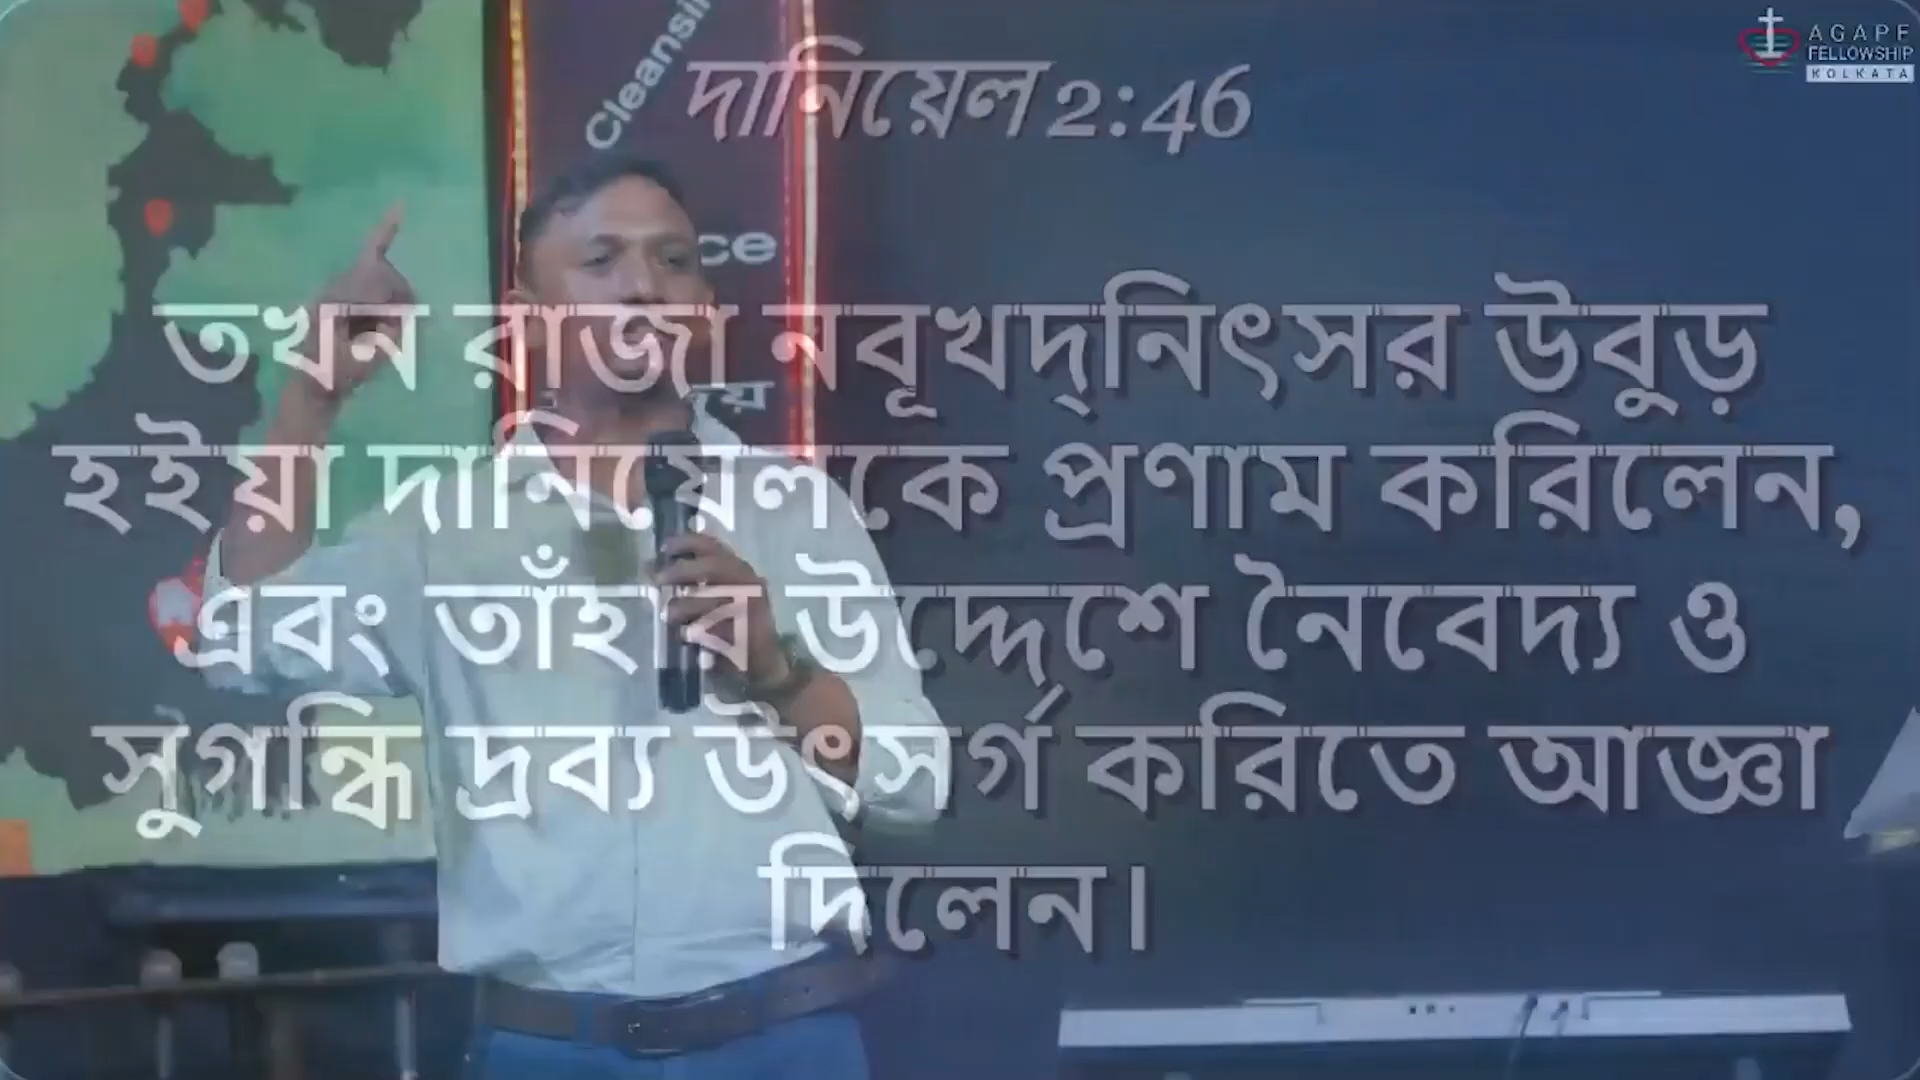 Cleansin
দানিয়েল 2:46
AGAPE
FELLOWSHIP
KOLKATA
ce
তখন রাজা নবূখদ্‌নিৎসর উবুড়
য়
হইয়া দানিয়েলকে প্রণাম করিলেন,
এবং তাঁহার উদ্দেশে নৈবেদ্য ও
সুগন্ধি দ্রব্য উৎসর্গ করিতে আজ্ঞা
দিলেন।